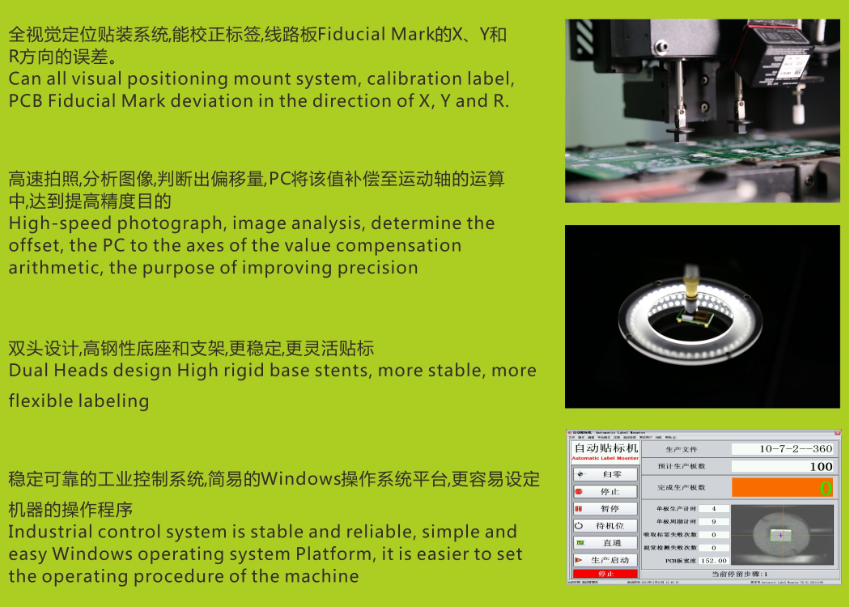 全视觉定位贴装系统,能校正标签,线路板Fiducial Mark的X、Y和
R方向的误差。
Can all visual positioning mount system, calibration label,
PCB Fiducial Mark deviation in the direction of X, Y and R.
高速拍照,分析图像,判断出偏移量,PC将该值补偿至运动轴的运算
中,达到提高精度目的
High-speed photograph, image analysis, determine the
offset, the PC to the axes of the value compensation
arithmetic, the purpose of improving precision
双头设计,高钢性底座和支架,更稳定,更灵活贴标
Dual Heads design High rigid base stents, more stable, more
flexible labeling
稳定可靠的工业控制系统,简易的Windows操作系统平台,更容易设定
机器的操作程序
Industrial control system is stable and reliable, simple and
easy Windows operating system Platform, it is easier to set
the operating procedure of the machine
自动贴标机
Automatic Label Mounter
归零
停止
暂停
待机位
直通
生产启动
停止
生产文件 10-7-2--360
预计生产板数 100
完成生产板数 0
单板生产计时 4
单板周期计时 9
吸取标签失败次数 0
视觉检测失败次数 0
PCB板宽度 152.00
当前停留步骤:1